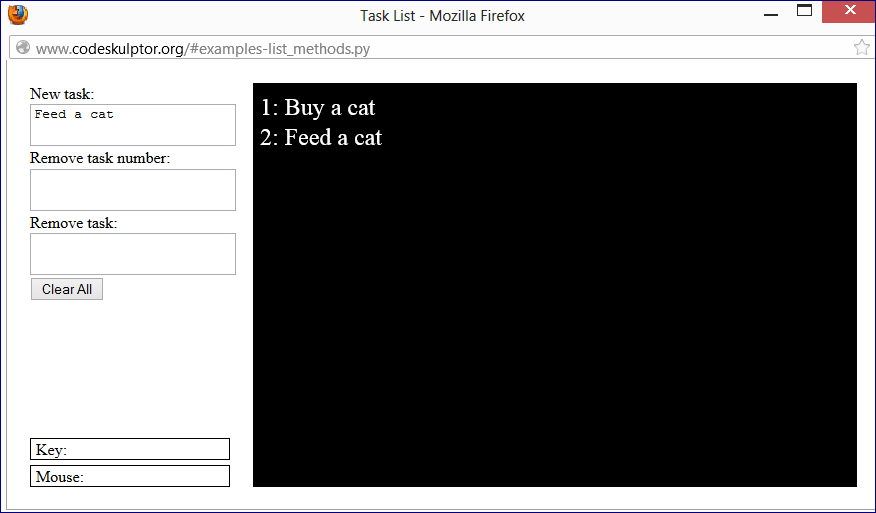 Task List - Mozilla Firefox
www.codeskulptor.org/#examples-list_methods.py
New task:
Feed a cat
Remove task number:
Remove task:
Clear All
Key:
Mouse:
1: Buy a cat
2: Feed a cat